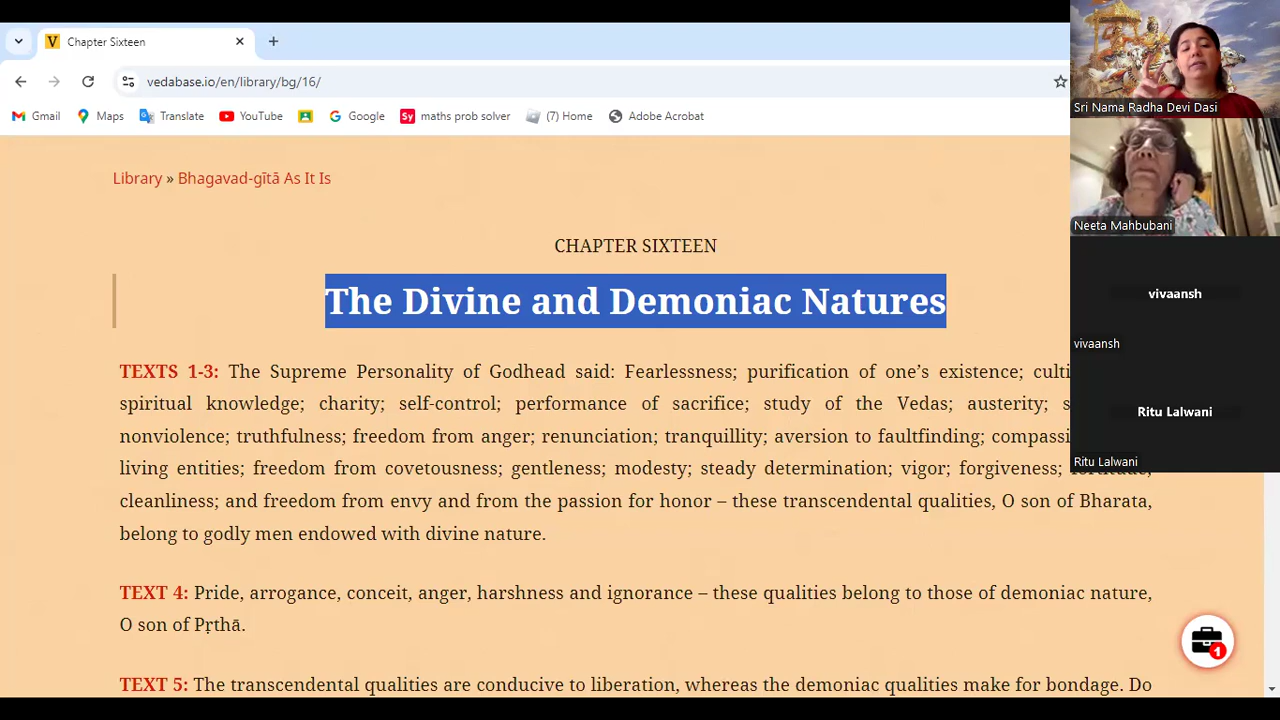 Chapter Sixteen
vedabase.io/en/library/bg/16/
Gmail Maps Translate YouTube Google Sy maths prob solver (7) Home Adobe Acrobat
Library » Bhagavad-gītā As It Is
CHAPTER SIXTEEN
The Divine and Demoniac Natures
TEXTS 1-3: The Supreme Personality of Godhead said: Fearlessness; purification of one’s existence;
spiritual knowledge; charity; self-control; performance of sacrifice; study of the Vedas; austerity;
nonviolence; truthfulness; freedom from anger; renunciation; tranquillity; aversion to faultfinding;
living entities; freedom from covetousness; gentleness; modesty; steady determination; vigor; forgiveness;
cleanliness; and freedom from envy and from the passion for honor – these transcendental qualities, O son of Bharata,
belong to godly men endowed with divine nature.
TEXT 4: Pride, arrogance, conceit, anger, harshness and ignorance – these qualities belong to those of demoniac nature,
O son of Pṛthā.
TEXT 5: The transcendental qualities are conducive to liberation, whereas the demoniac qualities make for bondage. Do
Sri Nama Radha Devi Dasi
Neeta Mahbubani
vivaansh
vivaansh
Ritu Lalwani
Ritu Lalwani
1